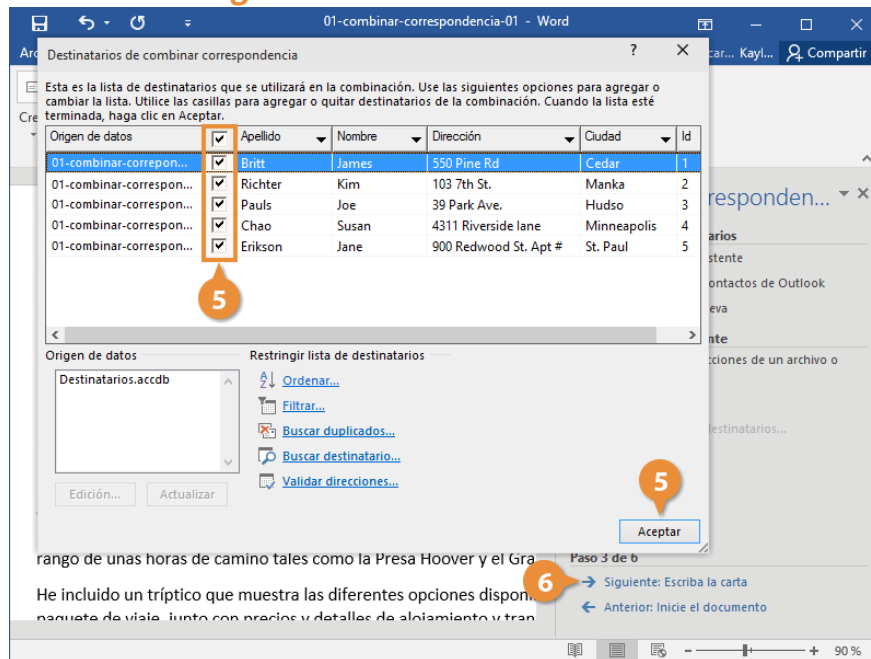 01-combinar-correspondencia-01 - Word
Kayl... Compartir
Destinatarios de combinar correspondencia ?
Esta es la lista de destinatarios que se utilizará en la combinación. Use las siguientes opciones para agregar o
cambiar la lista. Utilice las casillas para agregar o quitar destinatarios de la combinación. Cuando la lista esté
terminada, haga clic en Aceptar.
Origen de datos Apellido Nombre Dirección Ciudad Id
01-combinar-correpon... Britt James 550 Pine Rd Cedar 1
01-combinar-correspon... Richter Kim 103 7th St. Manka 2
01-combinar-correspon... Pauls Joe 39 Park Ave. Hudso 3
01-combinar-correspon... Chao Susan 4311 Riverside lane Minneapolis 4
01-combinar-correspon... Erikson Jane 900 Redwood St. Apt # St. Paul 5
5
responden...
arios
stente
ontactos de Outlook
eva
nte
cciones de un archivo o
destinatarios...
Origen de datos
Destinatarios.accdb
Edición... Actualizar
Restringir lista de destinatarios
Ordenar...
Filtrar...
Buscar duplicados...
Buscar destinatario...
Validar direcciones...
5
Aceptar
rango de unas horas de camino tales como la Presa Hoover y el Gra
He incluido un tríptico que muestra las diferentes opciones disponi
paquete de viaje, junto con precios y detalles de alojamiento y tran
Paso 3 de 6
6
Siguiente: Escriba la carta
Anterior: Inicie el documento
90 %